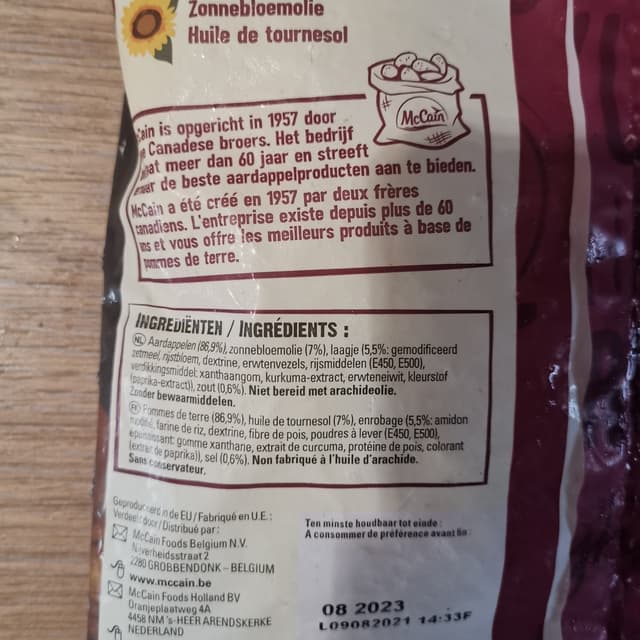 Zonnebloemolie
Huile de tournesol
McCain
McCain is opgericht in 1957 door
Canadese broers. Het bedrijf
meer dan 60 jaar en streeft
de beste aardappelproducten aan te bieden.
McCain a été créé en 1957 par deux frères
canadiens. L'entreprise existe depuis plus de 60
ans et vous offre les meilleurs produits à base de
pommes de terre.
INGREDIËNTEN / INGRÉDIENTS :
NL Aardappelen (86,9%), zonnebloemolie (7%), laagje (5,5%: gemodificeerd
zetmeel, rijstbloem, dextrine, erwtenvezels, rijsmiddelen (E450, E500),
verdikkingsmiddel: xanthaangom, kurkuma-extract, erwteneiwit, kleurstof
(paprika-extract)), zout (0,6%). Niet bereid met arachideolie.
Zonder bewaarmiddelen.
FR Pommes de terre (86,9%), huile de tournesol (7%), enrobage (5,5%: amidon
modifié, farine de riz, dextrine, fibre de pois, poudres à lever (E450, E500),
épaississant: gomme xanthane, extrait de curcuma, protéine de pois, colorant
(extrait de paprika)), sel (0,6%). Non fabriqué à l'huile d'arachide.
Sans conservateur.
Geproduceerd in de EU / Fabriqué en U.E.:
Verdeeld door / Distribué par:
McCain Foods Belgium N.V.
Nijverheidsstraat 2
2280 GROBBENDONK – BELGIUM
www.mccain.be
McCain Foods Holland BV
Oranjeplaatweg 4A
4458 NM 's-HEER ARENDSKERKE
NEDERLAND
Ten minste houdbaar tot einde :
A consommer de préférence avant fin :
08 2023
L09082021 14:33F